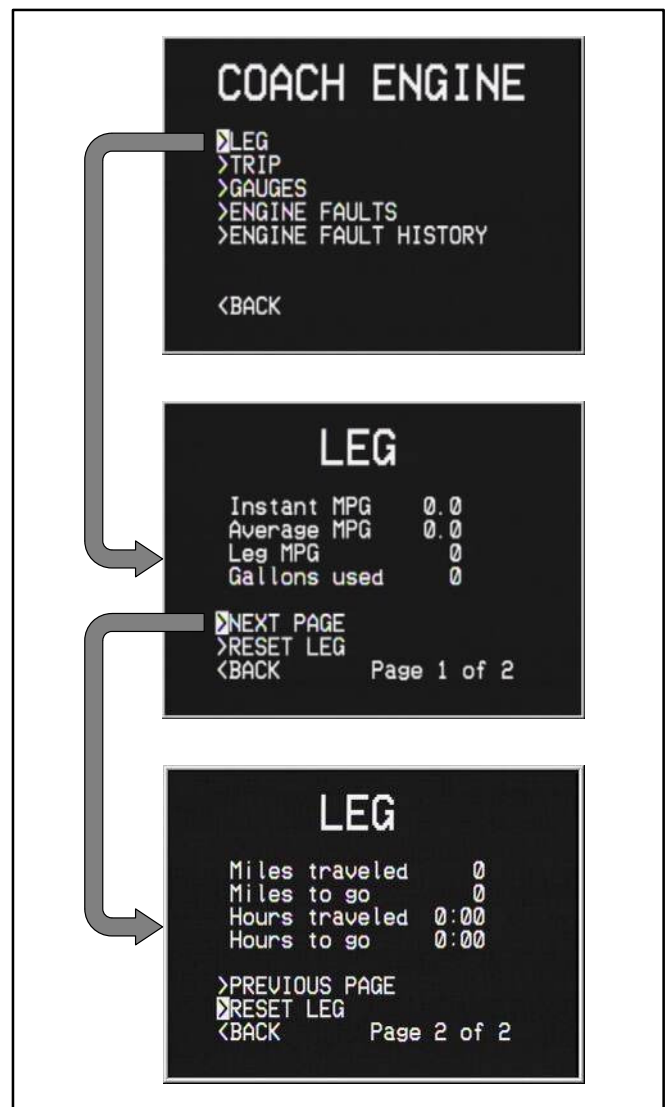 COACH ENGINE
>LEG
>TRIP
>GAUGES
>ENGINE FAULTS
>ENGINE FAULT HISTORY
<BACK
LEG
Instant MPG 0.0
Average MPG 0.0
Leg MPG 0
Gallons used 0
>NEXT PAGE
>RESET LEG
<BACK Page 1 of 2
LEG
Miles traveled 0
Miles to go 0
Hours traveled 0:00
Hours to go 0:00
>PREVIOUS PAGE
>RESET LEG
<BACK Page 2 of 2